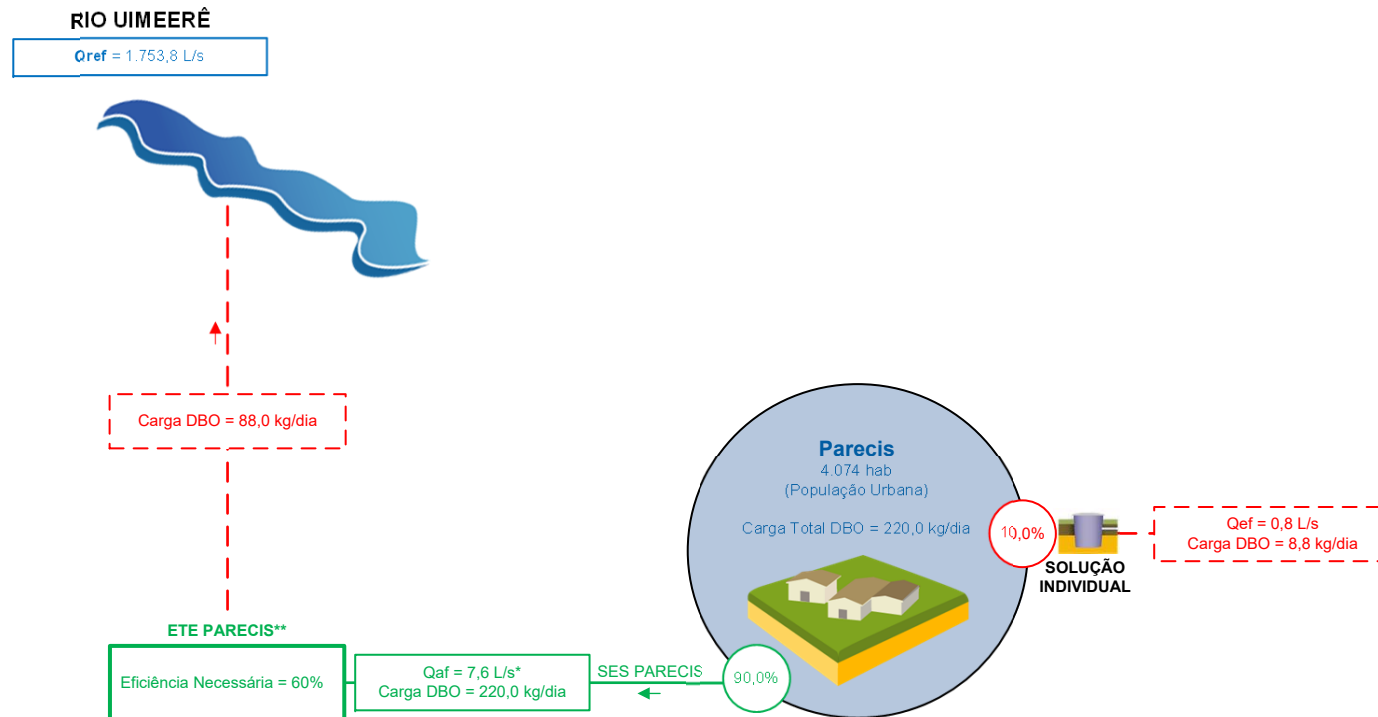 RIO UIMEERÊ
Qref = 1.753,8 L/s
Carga DBO = 88,0 kg/dia
Parecis
4.074 hab
(População Urbana)
Carga Total DBO = 220,0 kg/dia
10,0%
SOLUÇÃO
INDIVIDUAL
Qef = 0,8 L/s
Carga DBO = 8,8 kg/dia
ETE PARECIS**
Eficiência Necessária = 60%
Qaf = 7,6 L/s*
Carga DBO = 220,0 kg/dia
SES PARECIS
90,0%